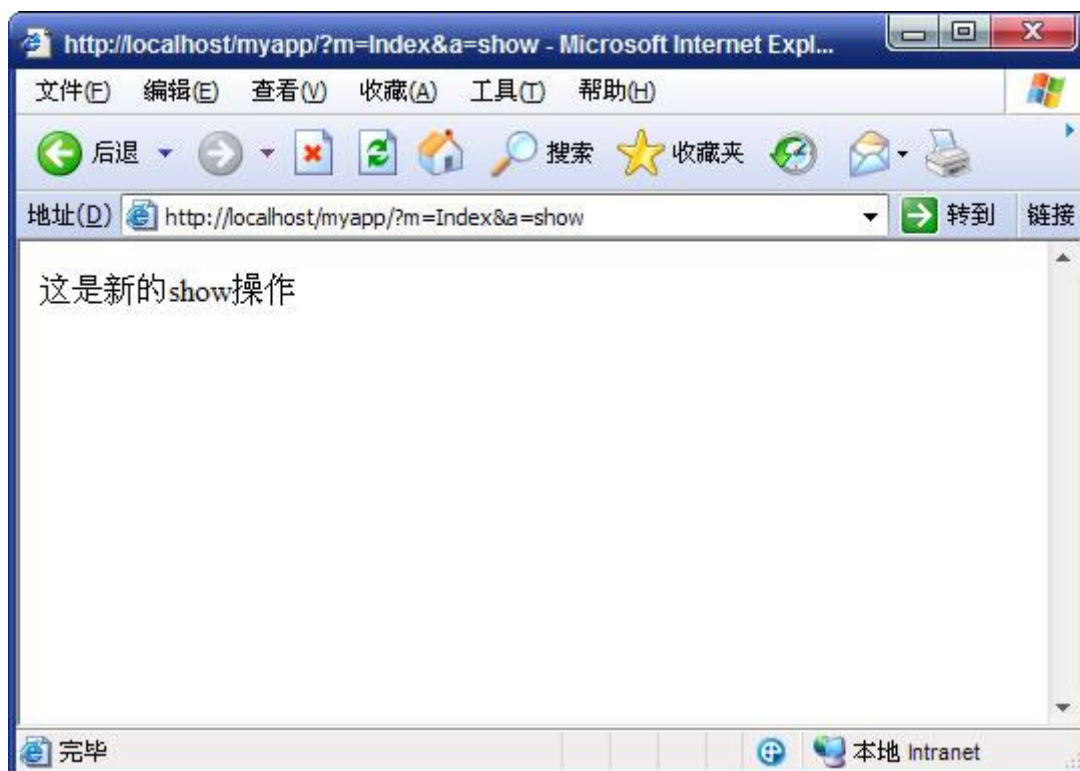 http://localhost/myapp/?m=Index&a=show - Microsoft Internet Expl...
文件(F) 编辑(E) 查看(V) 收藏(A) 工具(T) 帮助(H)
后退 搜索 收藏夹
地址(D) http://localhost/myapp/?m=Index&a=show 转到 链接
这是新的show操作
完毕 本地 Intranet